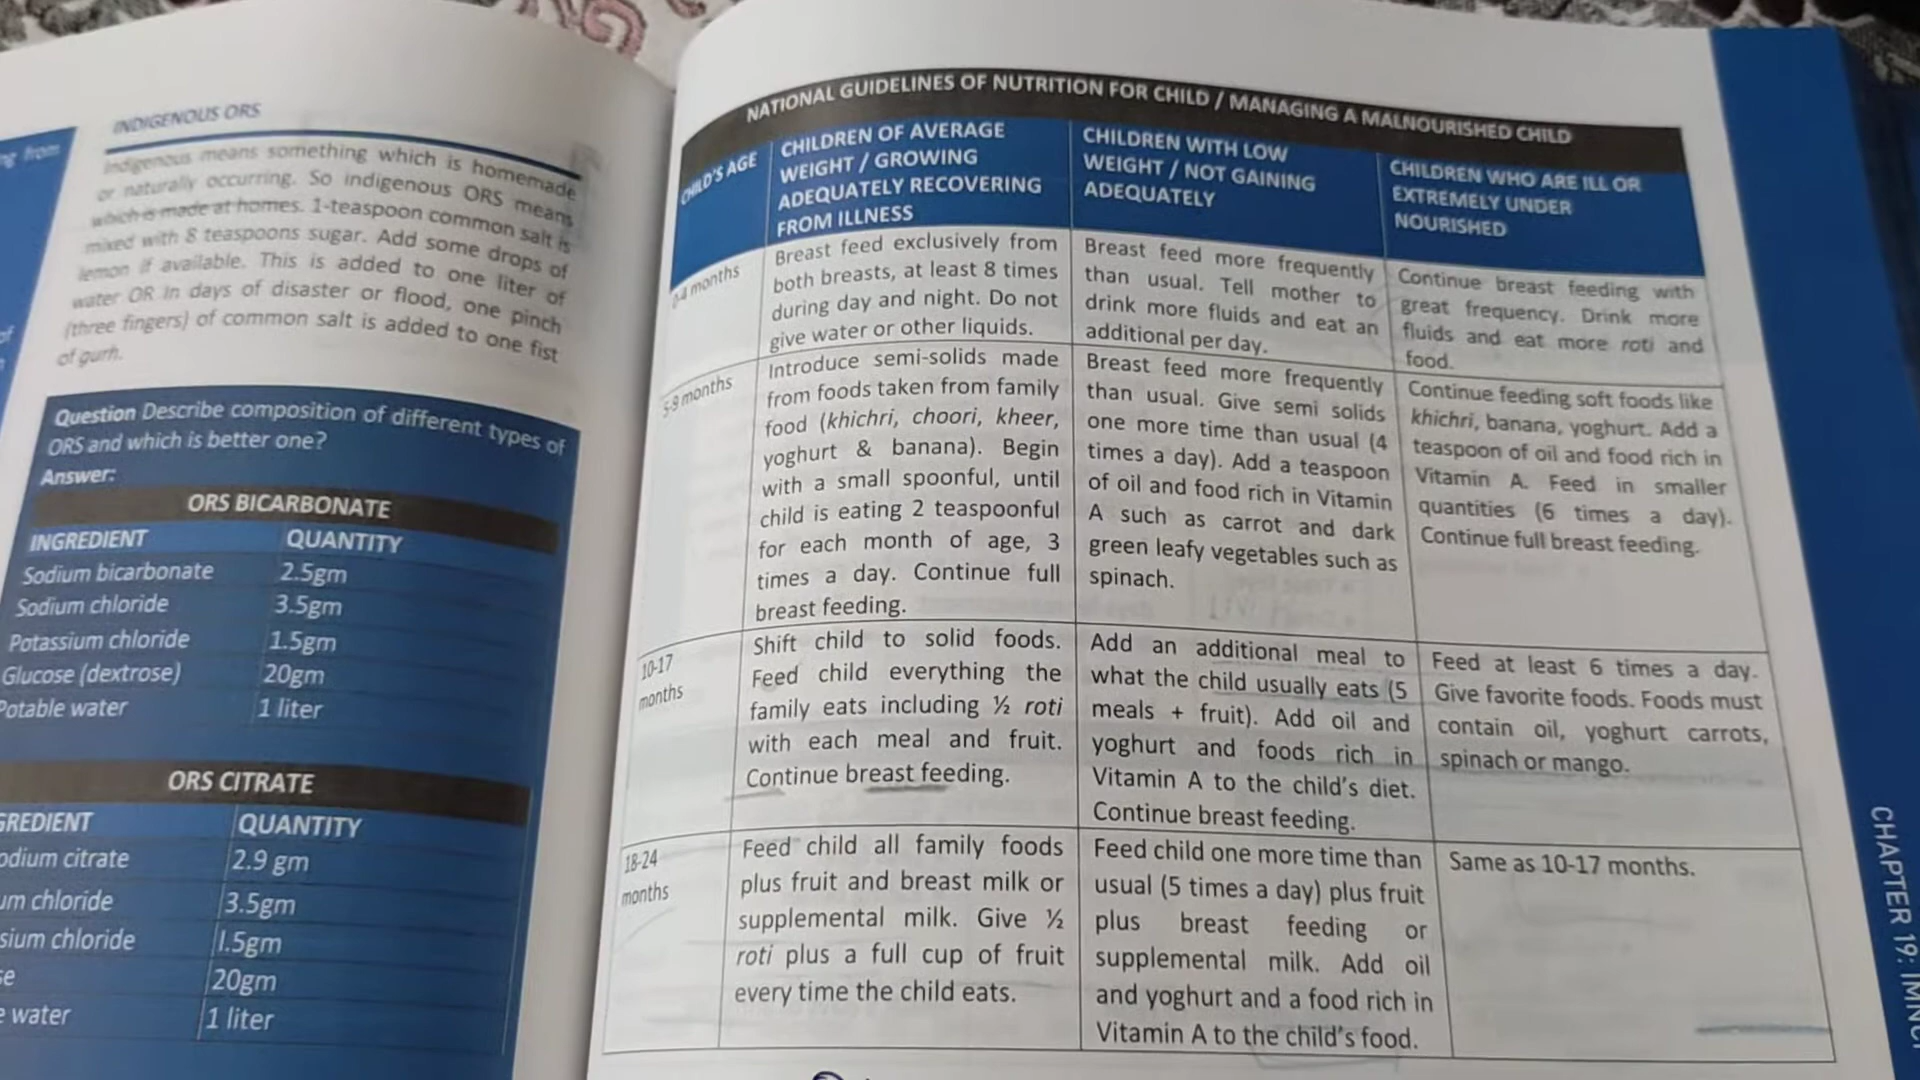 ng from
of
INDIGENOUS ORS
Indigenous means something which is homemade
or naturally occurring. So indigenous ORS means
which is made at homes. 1-teaspoon common salt is
mixed with 8 teaspoons sugar. Add some drops of
lemon if available. This is added to one liter of
water OR In days of disaster or flood, one pinch
(three fingers) of common salt is added to one fist
of gurh.
Question Describe composition of different types of
ORS and which is better one?
Answer:
ORS BICARBONATE
INGREDIENT QUANTITY
Sodium bicarbonate 2.5gm
Sodium chloride 3.5gm
Potassium chloride 1.5gm
Glucose (dextrose) 20gm
Potable water 1 liter
ORS CITRATE
GREDIENT QUANTITY
odium citrate 2.9 gm
um chloride 3.5gm
sium chloride 1.5gm
se 20gm
e water 1 liter
NATIONAL GUIDELINES OF NUTRITION FOR CHILD / MANAGING A MALNOURISHED CHILD
CHILD'S AGE
CHILDREN OF AVERAGE
WEIGHT / GROWING
ADEQUATELY RECOVERING
FROM ILLNESS
CHILDREN WITH LOW
WEIGHT / NOT GAINING
ADEQUATELY
CHILDREN WHO ARE ILL OR
EXTREMELY UNDER
NOURISHED
0-4 months
Breast feed exclusively from
both breasts, at least 8 times
during day and night. Do not
give water or other liquids.
Breast feed more frequently
than usual. Tell mother to
drink more fluids and eat an
additional per day.
Continue breast feeding with
great frequency. Drink more
fluids and eat more roti and
food.
5-9 months
Introduce semi-solids made
from foods taken from family
food (khichri, choori, kheer,
yoghurt & banana). Begin
with a small spoonful, until
child is eating 2 teaspoonful
for each month of age, 3
times a day. Continue full
breast feeding.
Breast feed more frequently
than usual. Give semi solids
one more time than usual (4
times a day). Add a teaspoon
of oil and food rich in Vitamin
A such as carrot and dark
green leafy vegetables such as
spinach.
Continue feeding soft foods like
khichri, banana, yoghurt. Add a
teaspoon of oil and food rich in
Vitamin A. Feed in smaller
quantities (6 times a day).
Continue full breast feeding.
10-17
months
Shift child to solid foods.
Feed child everything the
family eats including ½ roti
with each meal and fruit.
Continue breast feeding.
Add an additional meal to
what the child usually eats (5
meals + fruit). Add oil and
yoghurt and foods rich in
Vitamin A to the child's diet.
Continue breast feeding.
Feed at least 6 times a day.
Give favorite foods. Foods must
contain oil, yoghurt carrots,
spinach or mango.
18-24
months
Feed child all family foods
plus fruit and breast milk or
supplemental milk. Give ½
roti plus a full cup of fruit
every time the child eats.
Feed child one more time than
usual (5 times a day) plus fruit
plus breast feeding or
supplemental milk. Add oil
and yoghurt and a food rich in
Vitamin A to the child's food.
Same as 10-17 months.
CHAPTER 19: IMNCI